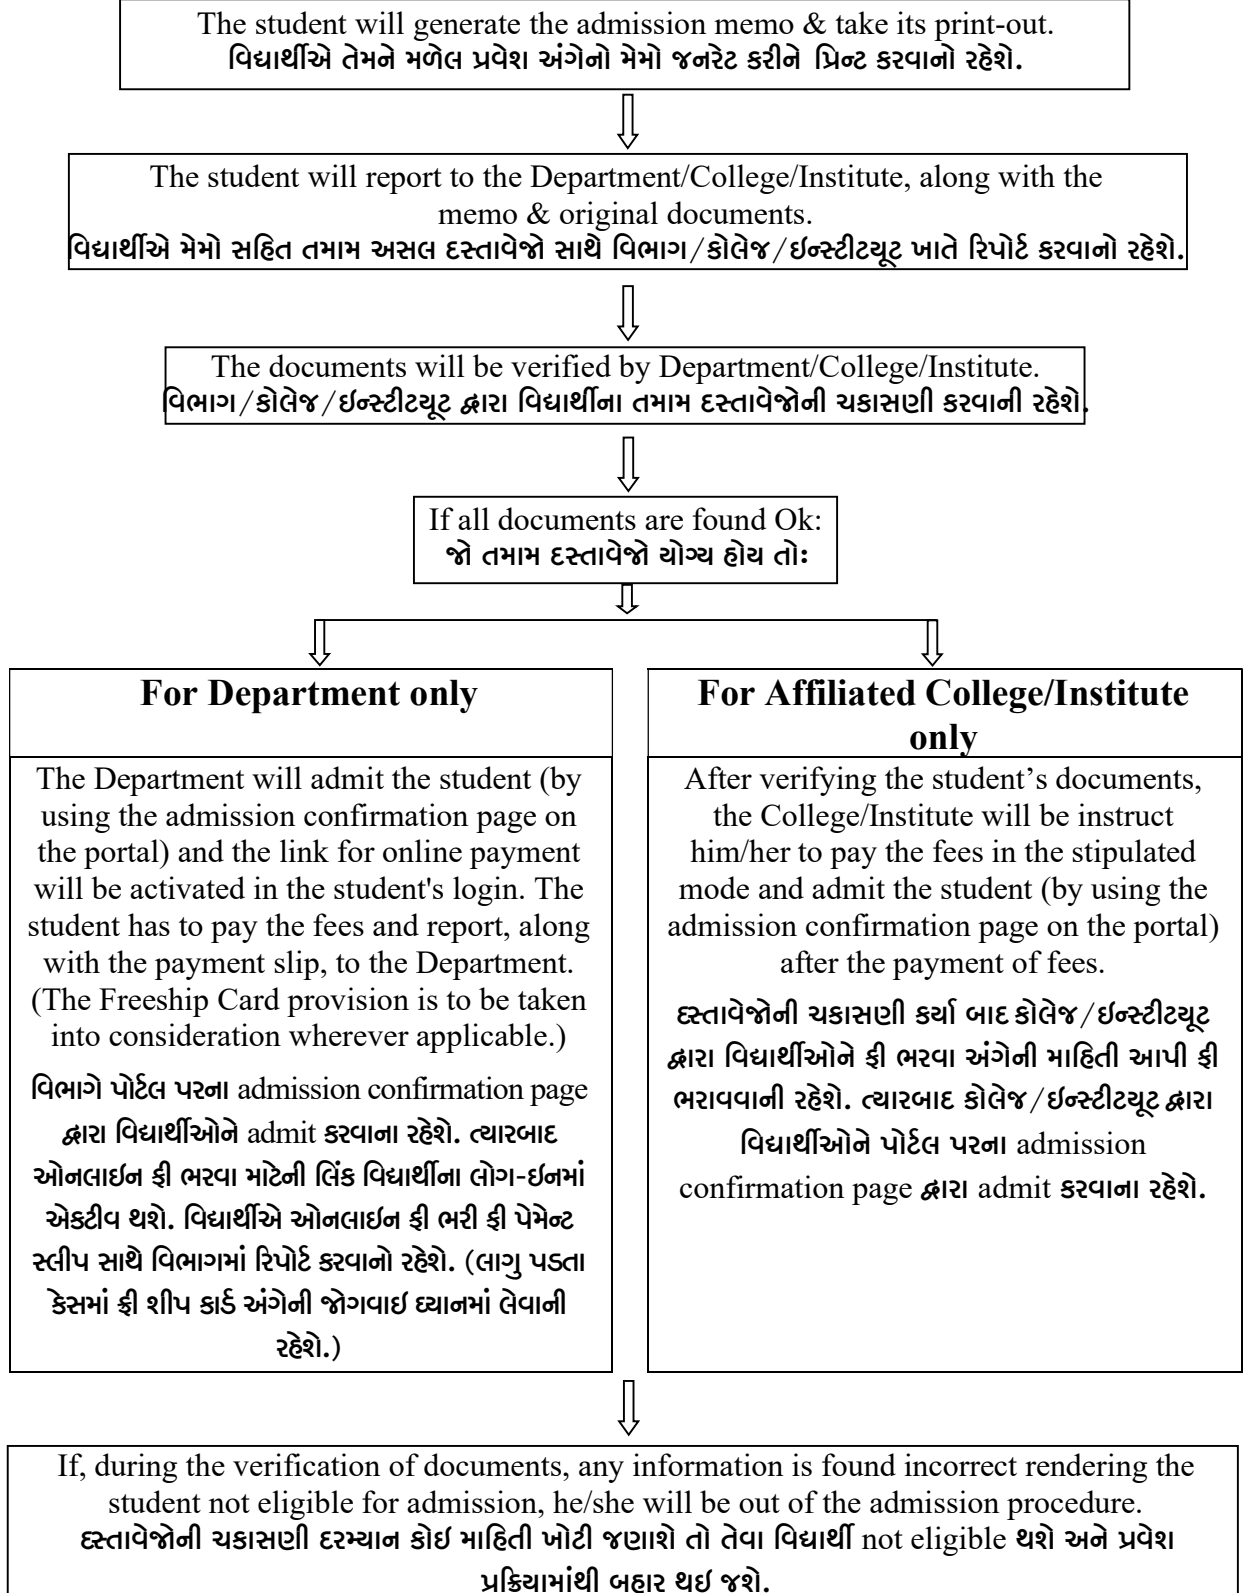 The student will generate the admission memo & take its print-out.
વિદ્યાર્થીએ તેમને મળેલ પ્રવેશ અંગેનો મેમો જનરેટ કરીને પ્રિન્ટ કરવાનો રહેશે.
The student will report to the Department/College/Institute, along with the
memo & original documents.
વિદ્યાર્થીએ મેમો સહિત તમામ અસલ દસ્તાવેજો સાથે વિભાગ/કોલેજ/ઇન્સ્ટીટયૂટ ખાતે રિપોર્ટ કરવાનો રહેશે.
The documents will be verified by Department/College/Institute.
વિભાગ/કોલેજ/ઇન્સ્ટીટયૂટ દ્વારા વિદ્યાર્થીના તમામ દસ્તાવેજોની ચકાસણી કરવાની રહેશે.
If all documents are found Ok:
જો તમામ દસ્તાવેજો યોગ્ય હોય તોઃ
For Department only
The Department will admit the student (by
using the admission confirmation page on
the portal) and the link for online payment
will be activated in the student's login. The
student has to pay the fees and report, along
with the payment slip, to the Department.
(The Freeship Card provision is to be taken
into consideration wherever applicable.)
વિભાગે પોર્ટલ પરના admission confirmation page
દ્વારા વિદ્યાર્થીઓને admit કરવાના રહેશે. ત્યારબાદ
ઓનલાઇન ફી ભરવા માટેની લિંક વિદ્યાર્થીના લોગ-ઇનમાં
એક્ટીવ થશે. વિદ્યાર્થીએ ઓનલાઇન ફી ભરી ફી પેમેન્ટ
સ્લીપ સાથે વિભાગમાં રિપોર્ટ કરવાનો રહેશે. (લાગુ પડતા
કેસમાં ફ્રી શીપ કાર્ડ અંગેની જોગવાઇ ધ્યાનમાં લેવાની
રહેશે.)
For Affiliated College/Institute
only
After verifying the student’s documents,
the College/Institute will be instruct
him/her to pay the fees in the stipulated
mode and admit the student (by using the
admission confirmation page on the portal)
after the payment of fees.
દસ્તાવેજોની ચકાસણી કર્યા બાદ કોલેજ/ઇન્સ્ટીટયૂટ
દ્વારા વિદ્યાર્થીઓને ફી ભરવા અંગેની માહિતી આપી ફી
ભરાવવાની રહેશે. ત્યારબાદ કોલેજ/ઇન્સ્ટીટયૂટ દ્વારા
વિદ્યાર્થીઓને પોર્ટલ પરના admission
confirmation page દ્વારા admit કરવાના રહેશે.
If, during the verification of documents, any information is found incorrect rendering the
student not eligible for admission, he/she will be out of the admission procedure.
દસ્તાવેજોની ચકાસણી દરમ્યાન કોઇ માહિતી ખોટી જણાશે તો તેવા વિદ્યાર્થી not eligible થશે અને પ્રવેશ
પ્રક્રિયામાંથી બહાર થઇ જશે.